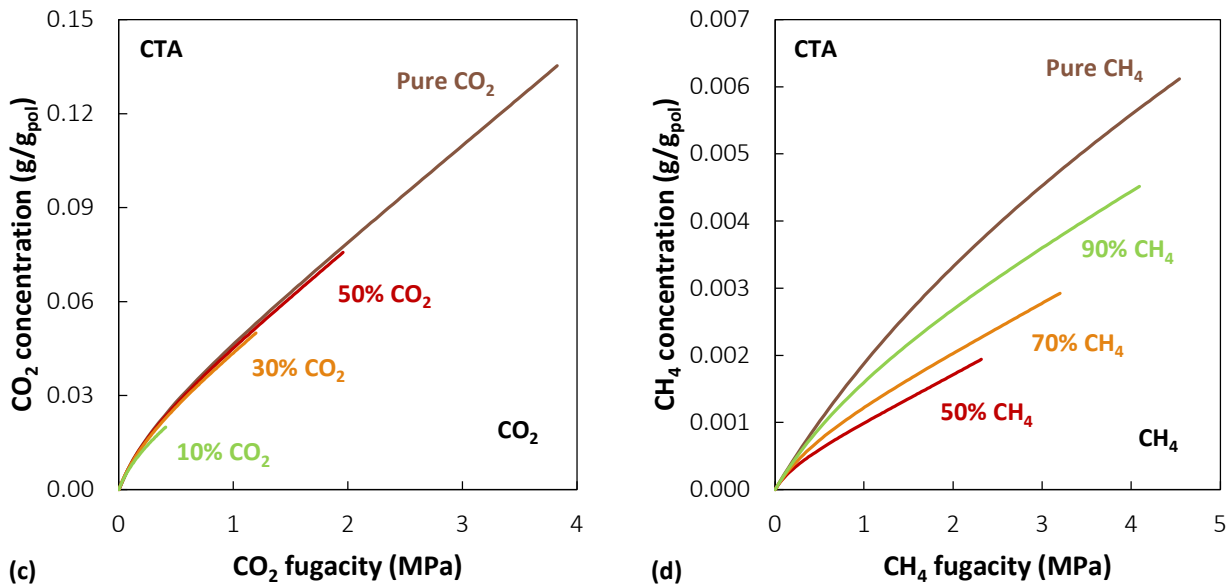 CO₂ concentration (g/gpol)
0.15
0.12
0.09
0.06
0.03
0.00
CTA
Pure CO₂
50% CO₂
30% CO₂
10% CO₂
CO₂
0 1 2 3 4
CO₂ fugacity (MPa)
(c)
CH₄ concentration (g/gpol)
0.007
0.006
0.005
0.004
0.003
0.002
0.001
0.000
CTA
Pure CH₄
90% CH₄
70% CH₄
50% CH₄
CH₄
0 1 2 3 4 5
CH₄ fugacity (MPa)
(d)